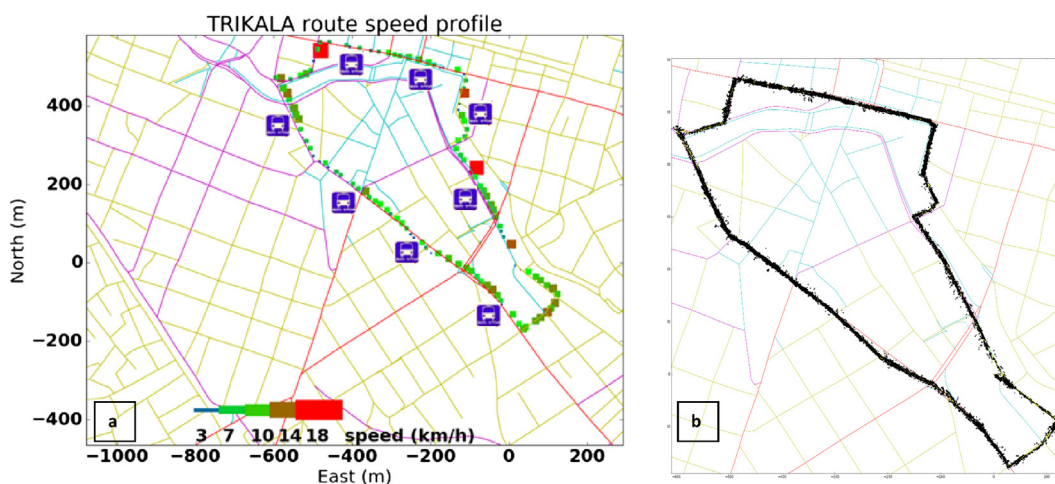 TRIKALA route speed profile
400
200
0
−200
−400
North (m)
a
3 7 10 14 18 speed (km/h)
−1000 −800 −600 −400 −200 0 200
East (m)
b